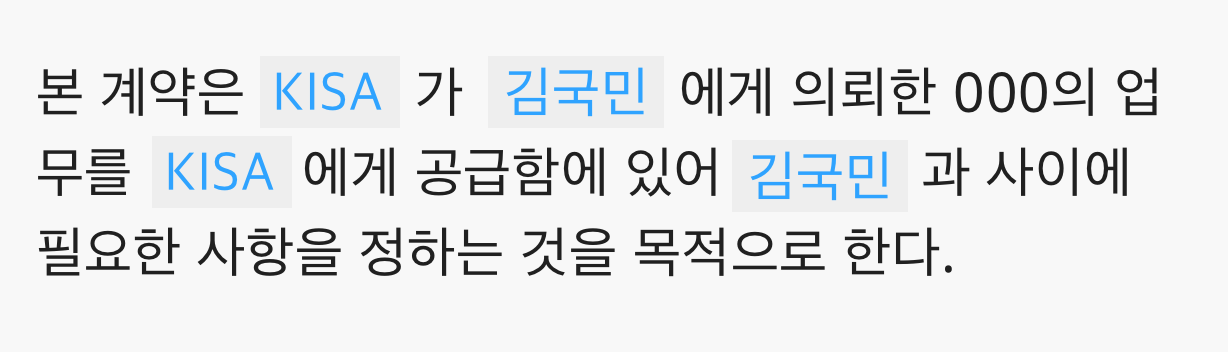 본 계약은 KISA 가 김국민 에게 의뢰한 000의 업
무를 KISA 에게 공급함에 있어 김국민 과 사이에
필요한 사항을 정하는 것을 목적으로 한다.